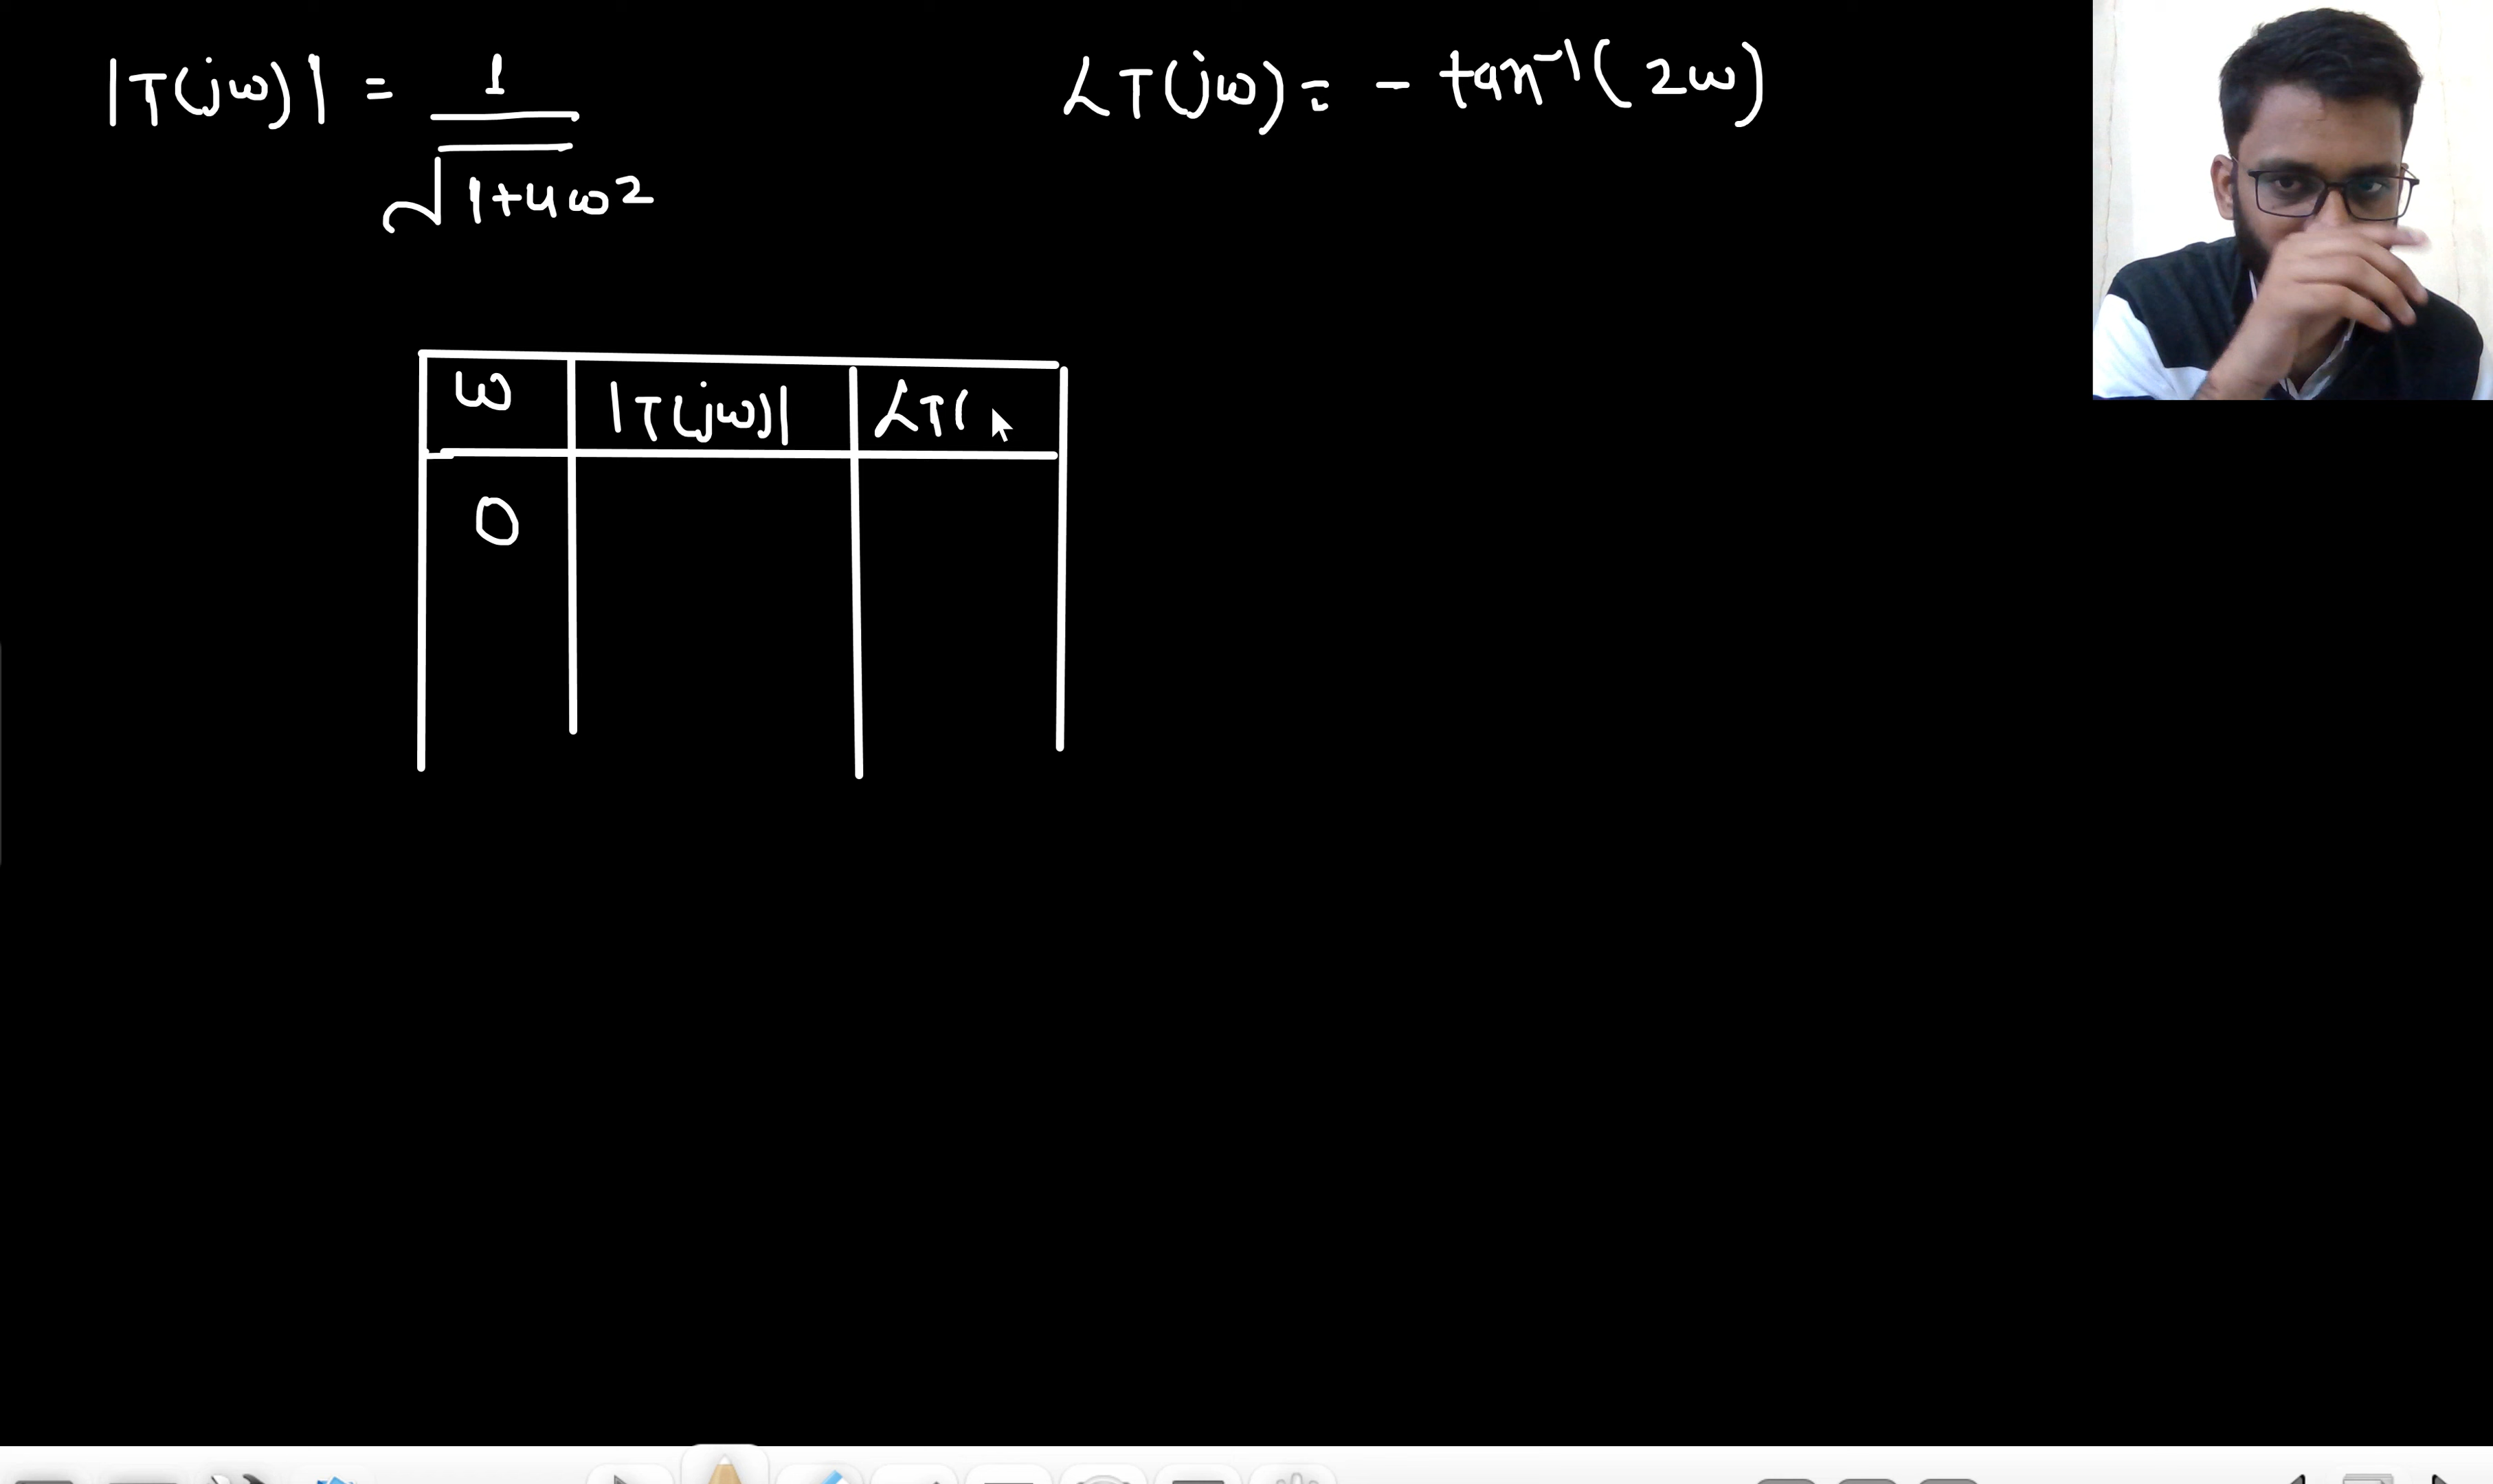 |T(jω)| = 1/√1+4ω²
∠T(jω) = - tan⁻¹(2ω)
ω |T(jω)| ∠T(
0